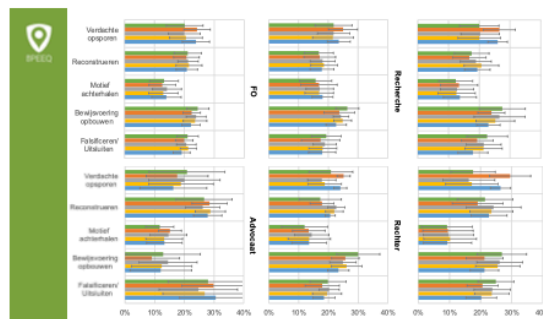 Verdachte
opsporen
Reconstrueren
Motief
achterhalen
Bewijsvoering
opbouwen
Falsificeren/
Uitsluiten
FO
Recherche
Verdachte
opsporen
Reconstrueren
Motief
achterhalen
Bewijsvoering
opbouwen
Falsificeren/
Uitsluiten
Advocaat
Rechter
0% 10% 20% 30% 40%
0% 10% 20% 30% 40%
0% 10% 20% 30% 40%